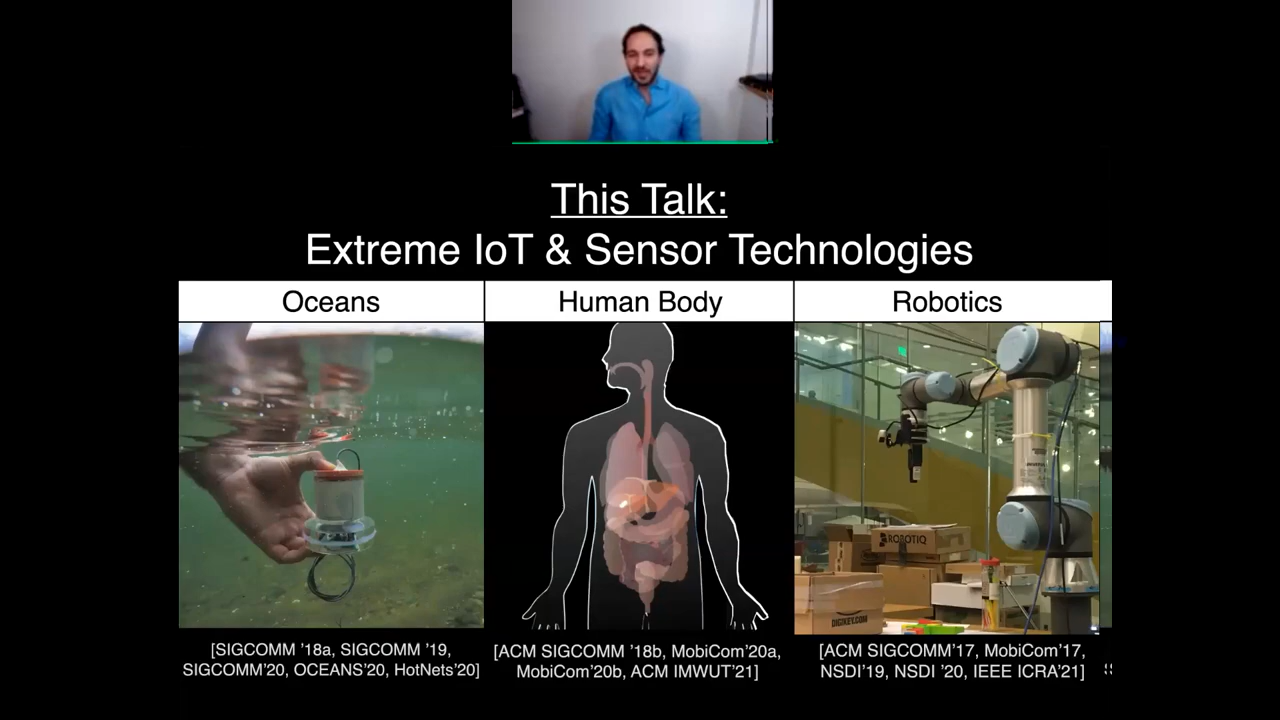 This Talk:
Extreme IoT & Sensor Technologies
Oceans
Human Body
Robotics
ROBOTIQ
DIGIKEY.COM
[SIGCOMM '18a, SIGCOMM '19,
SIGCOMM'20, OCEANS'20, HotNets'20]
[ACM SIGCOMM '18b, MobiCom'20a,
MobiCom'20b, ACM IMWUT'21]
[ACM SIGCOMM'17, MobiCom'17,
NSDI'19, NSDI '20, IEEE ICRA'21]